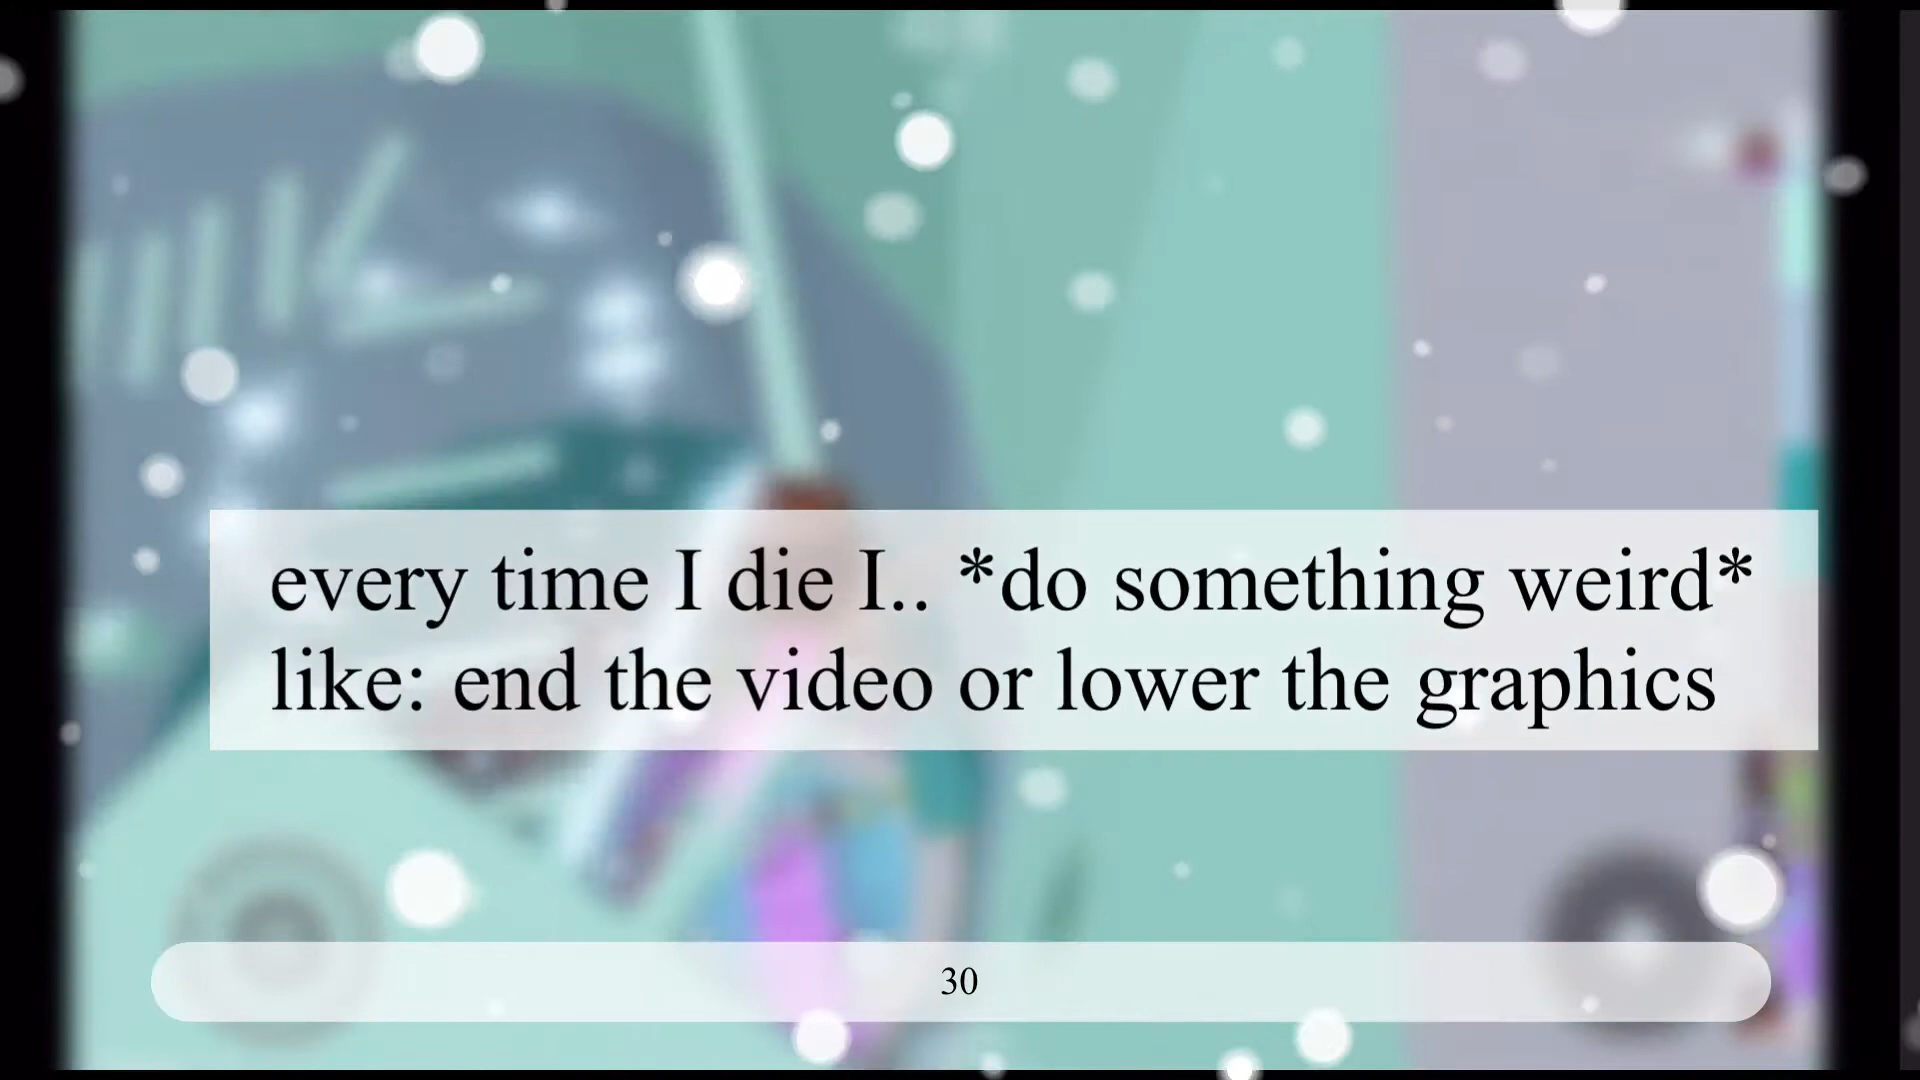 every time I die I.. *do something weird*
like: end the video or lower the graphics
30